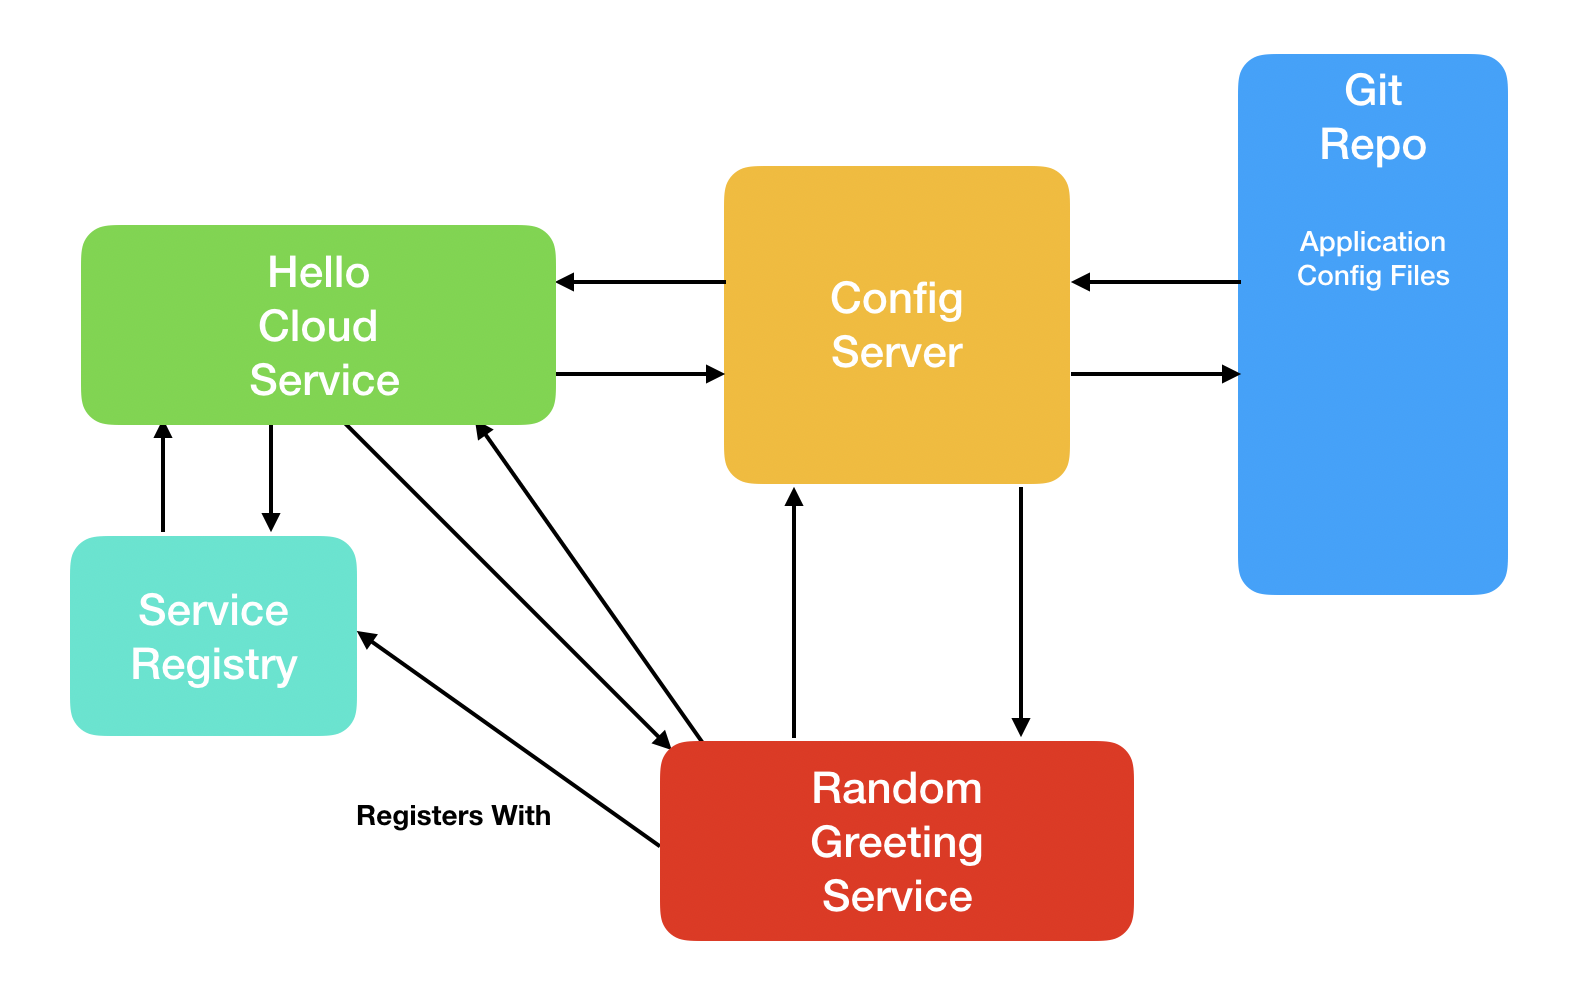 Git
Repo
Application
Config Files
Hello
Cloud
Service
Config
Server
Service
Registry
Registers With
Random
Greeting
Service